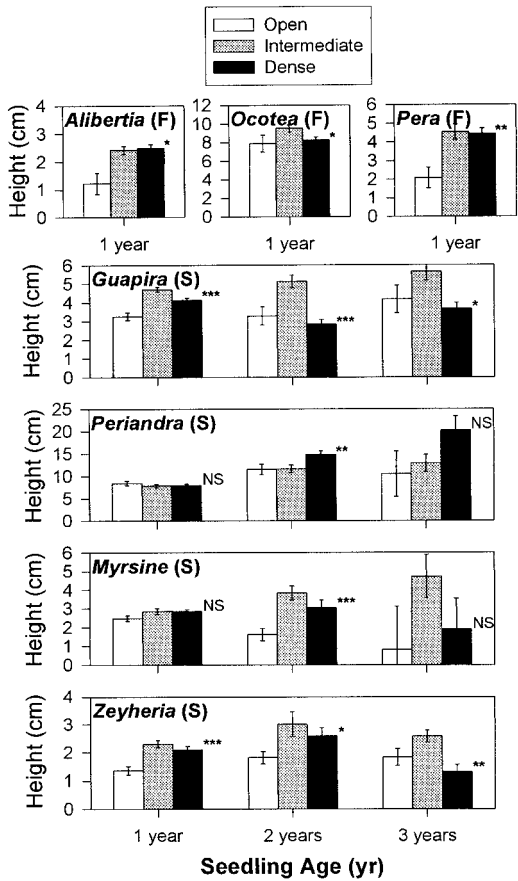 Open
Intermediate
Dense
Height (cm)
4
3
2
1
0
Alibertia (F)
*
1 year
12
10
8
6
4
2
0
Ocotea (F)
*
1 year
6
5
4
3
2
1
0
Pera (F)
**
1 year
Height (cm)
6
5
4
3
2
1
0
Guapira (S)
***
***
*
Height (cm)
25
20
15
10
5
0
Periandra (S)
NS
**
NS
Height (cm)
6
5
4
3
2
1
0
Myrsine (S)
NS
***
NS
Height (cm)
4
3
2
1
0
Zeyheria (S)
***
*
**
1 year 2 years 3 years
Seedling Age (yr)